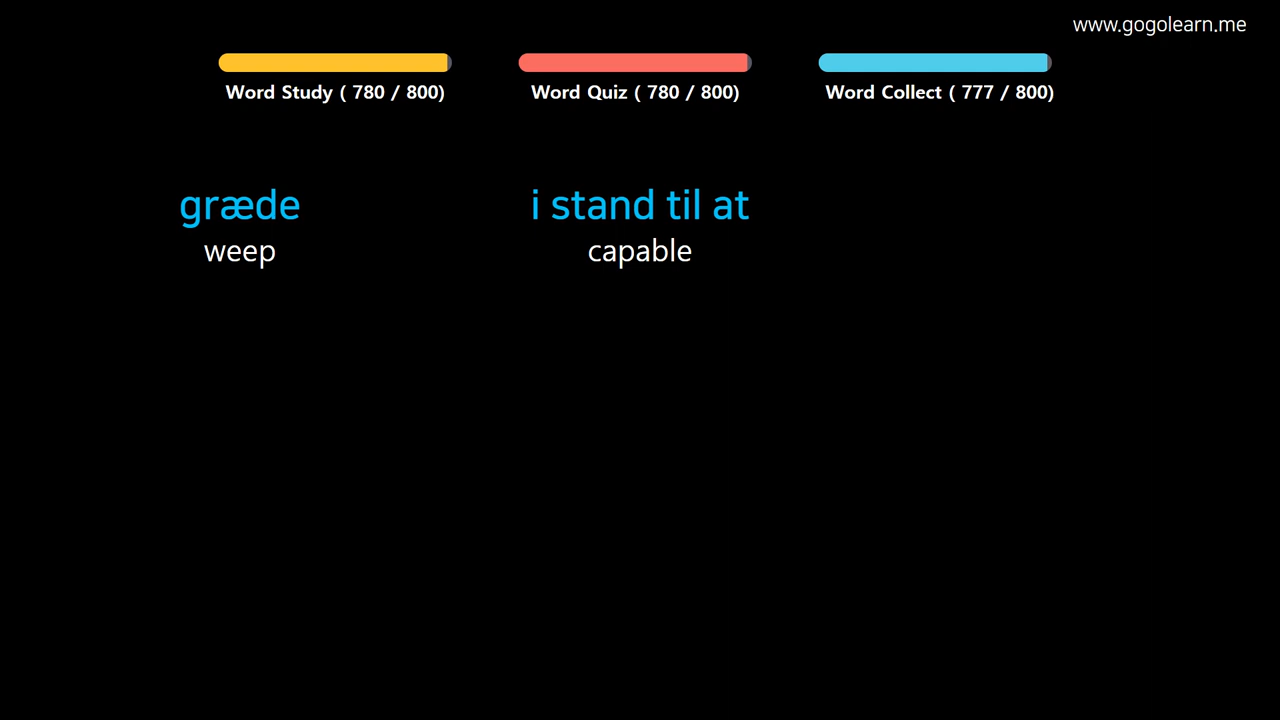 www.gogolearn.me
Word Study ( 780 / 800)
Word Quiz ( 780 / 800)
Word Collect ( 777 / 800)
græde
weep
i stand til at
capable